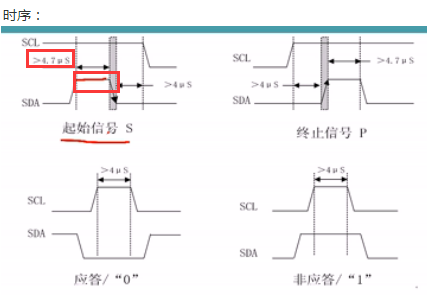 时序：
SCL
>4.7μS
>4μS
SDA
起始信号 S
SCL
>4.7μS
>4μS
SDA
终止信号 P
>4μS
SCL
SDA
应答/“0”
>4μS
SCL
SDA
非应答/“1”